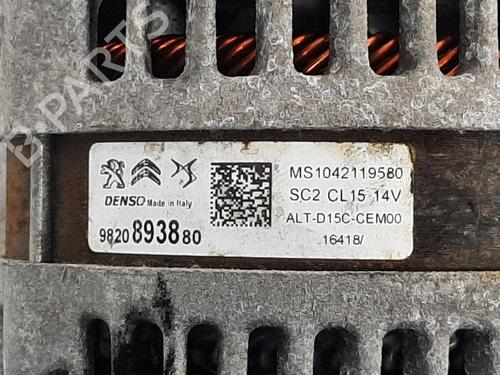 B-PARTS
DENSO Made in Italy
9820893880
MS1042119580
SC2 CL15 14V
ALT-D15C-CEM00
16418/